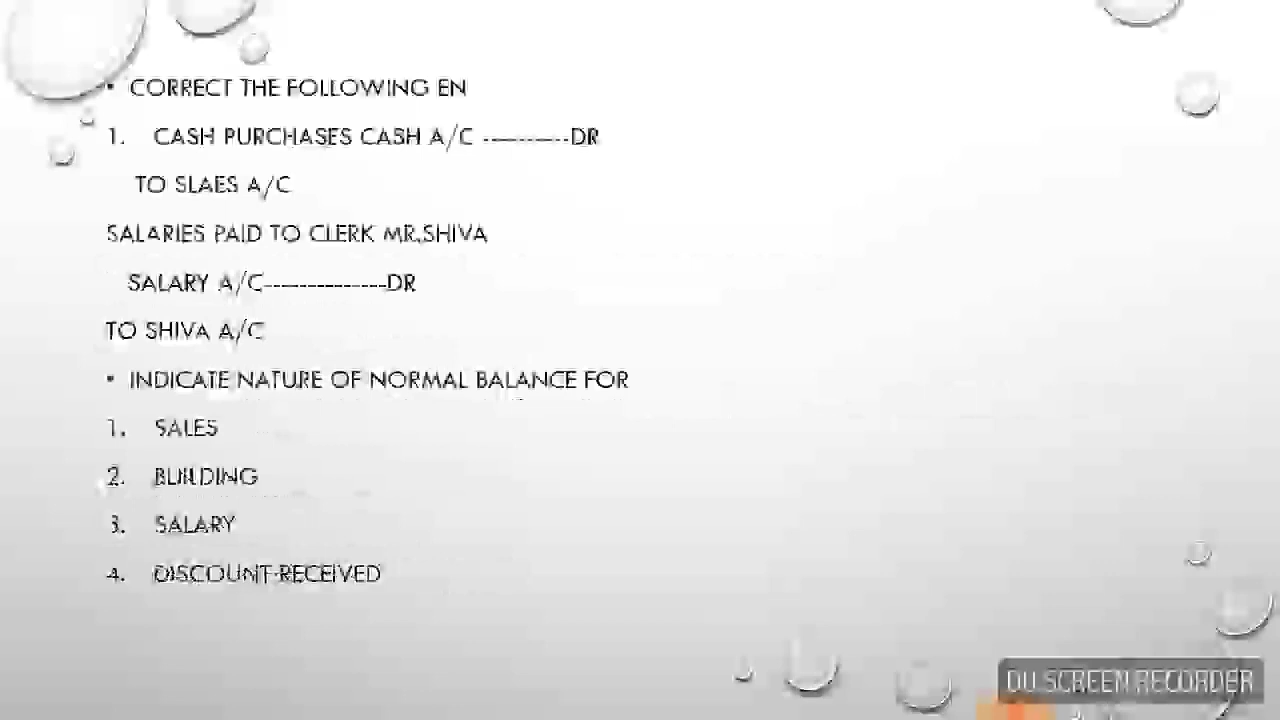 • CORRECT THE FOLLOWING EN
1. CASH PURCHASES CASH A/C ----------DR
TO SLAES A/C
SALARIES PAID TO CLERK MR.SHIVA
SALARY A/C--------------DR
TO SHIVA A/C
• INDICATE NATURE OF NORMAL BALANCE FOR
1. SALES
2. BUILDING
3. SALARY
4. DISCOUNT RECEIVED
DU SCREEN RECORDER